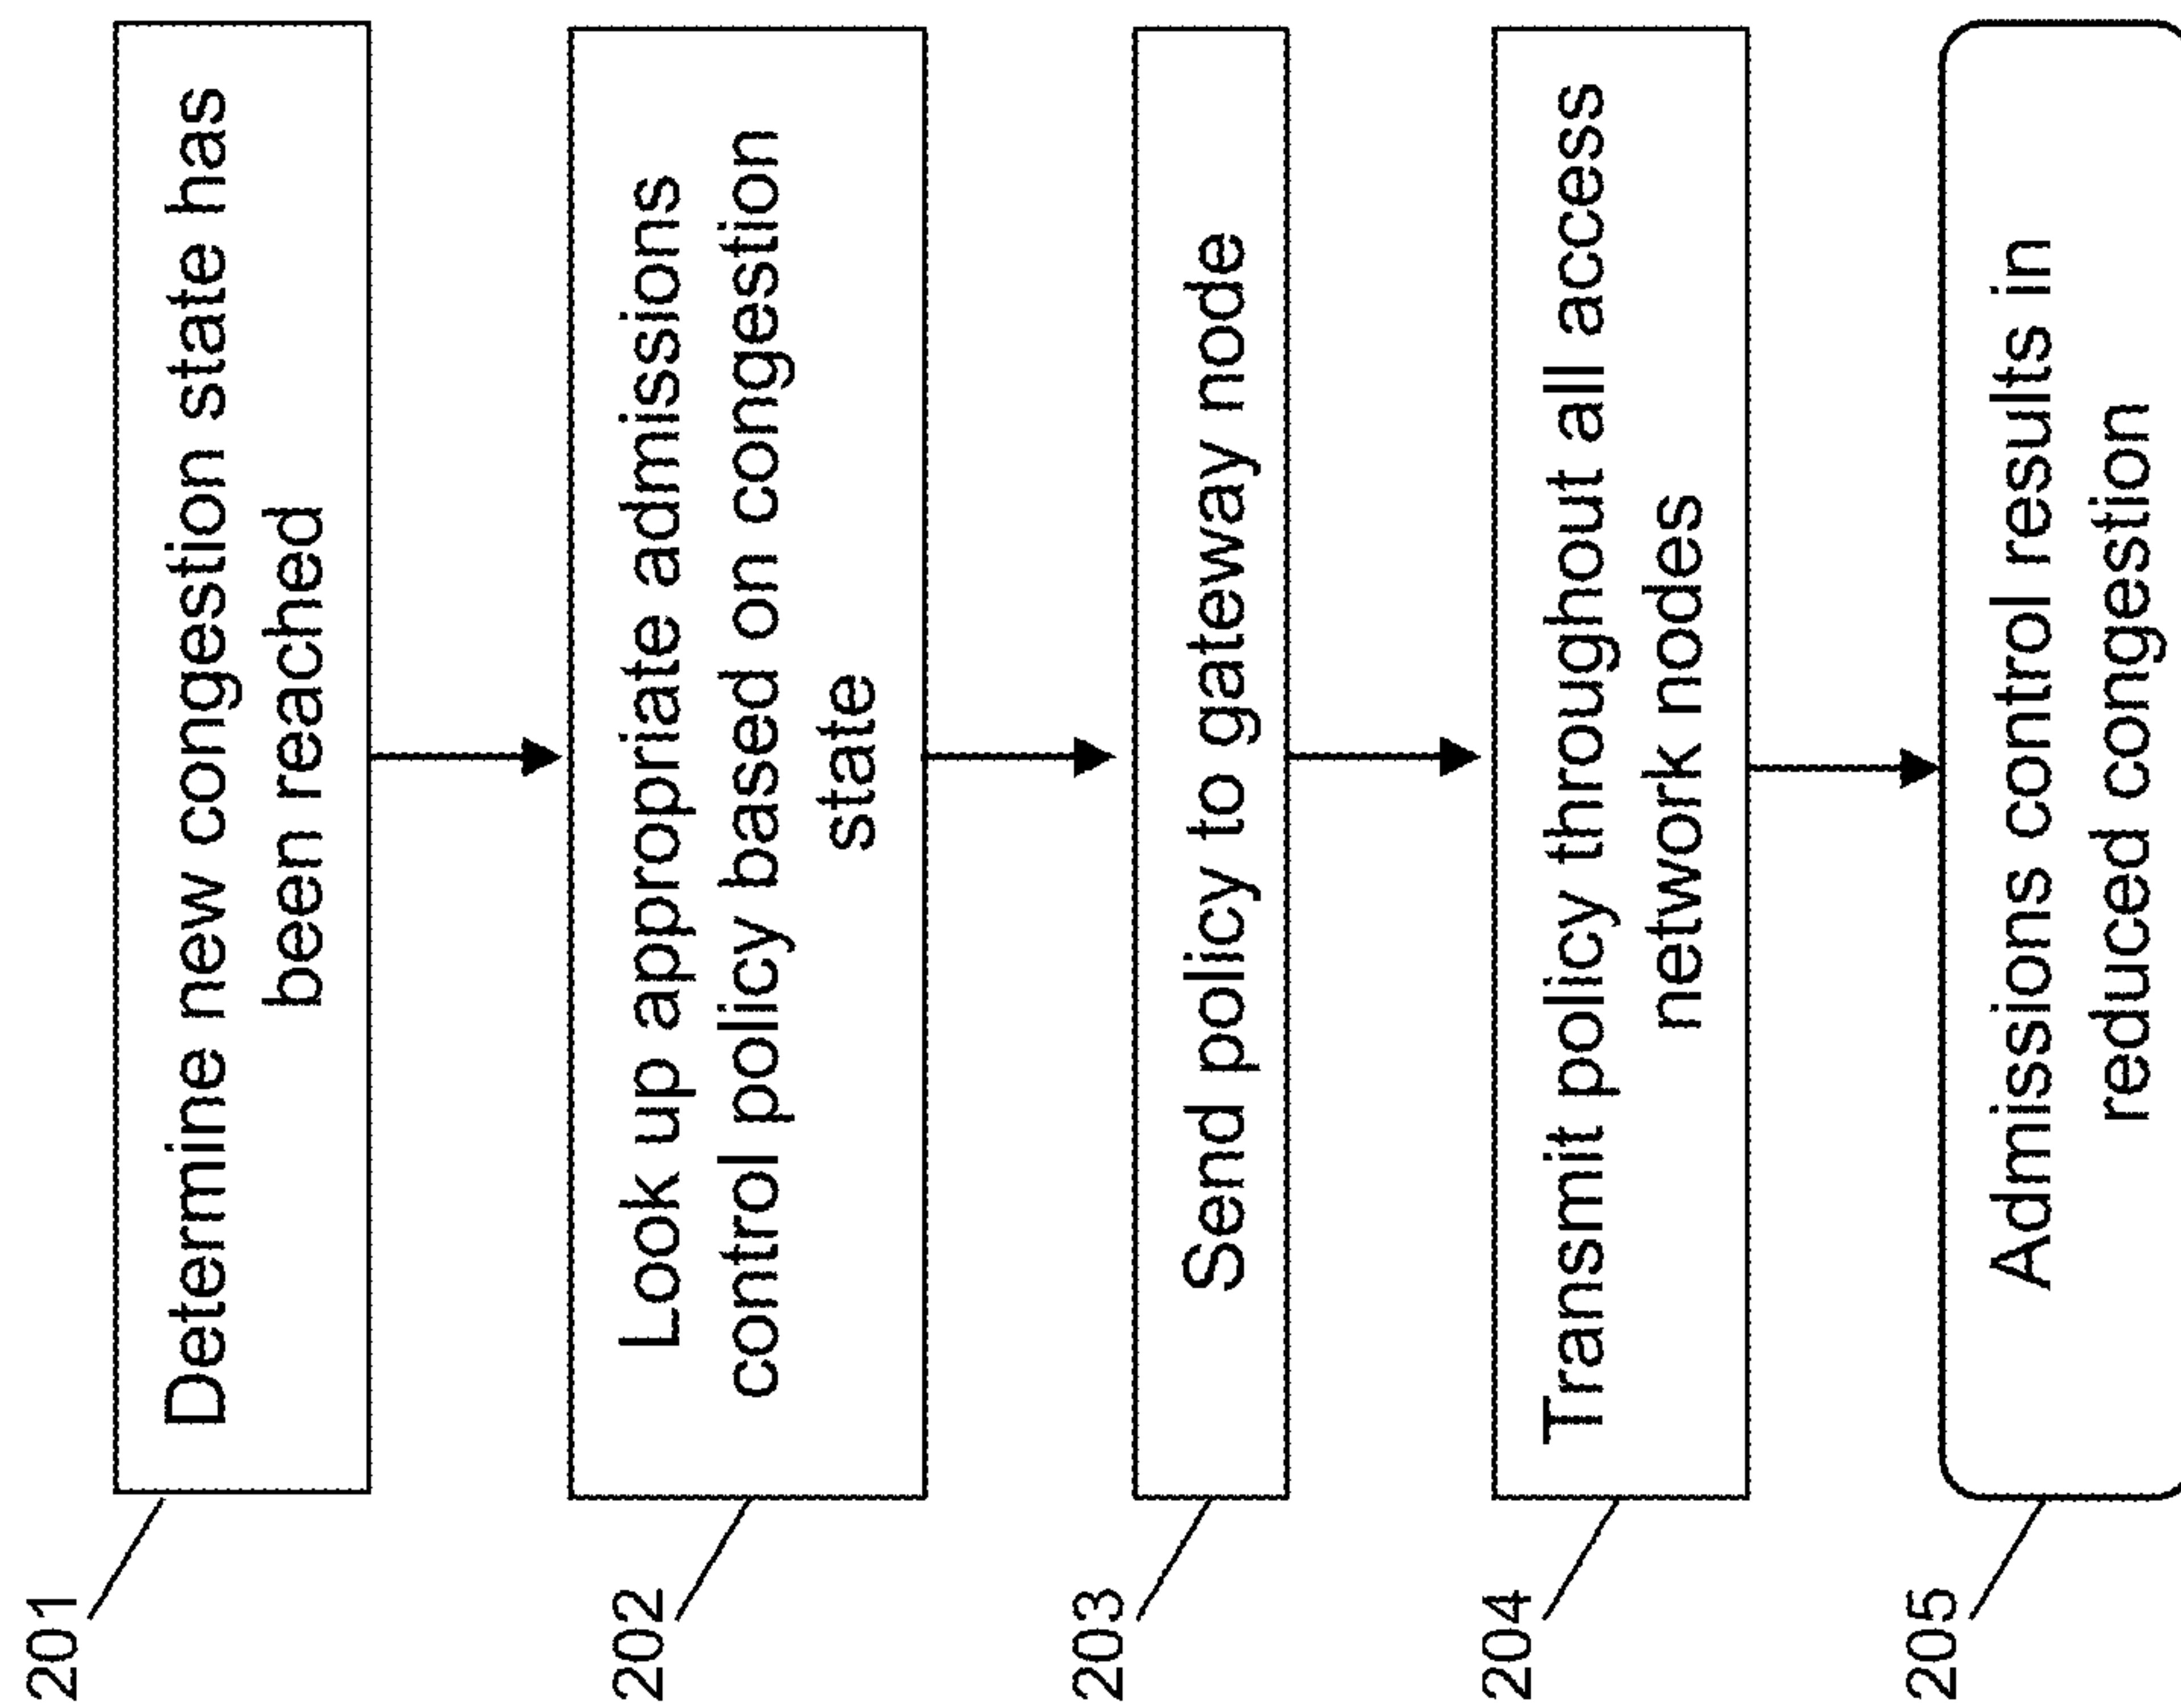 201
Determine new congestion state has
been reached
202
Look up appropriate admissions
control policy based on congestion
state
203
Send policy to gateway node
204
Transmit policy throughout all access
network nodes
205
Admissions control results in
reduced congestion